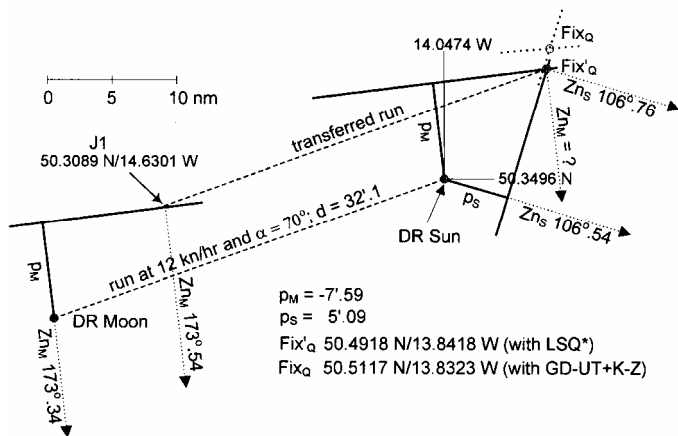 Fix_Q
14.0474 W
Fix'_Q
Zn_S 106°.76
0 5 10 nm
Zn_M = ?
transferred run
p_M
J1
50.3089 N/14.6301 W
50.3496 N
p_S
Zn_S 106°.54
DR Sun
run at 12 kn/hr and α = 70°; d = 32'.1
p_M
Zn_M 173°.54
DR Moon
Zn_M 173°.34
p_M = -7'.59
p_S = 5'.09
Fix'_Q 50.4918 N/13.8418 W (with LSQ*)
Fix_Q 50.5117 N/13.8323 W (with GD-UT+K-Z)